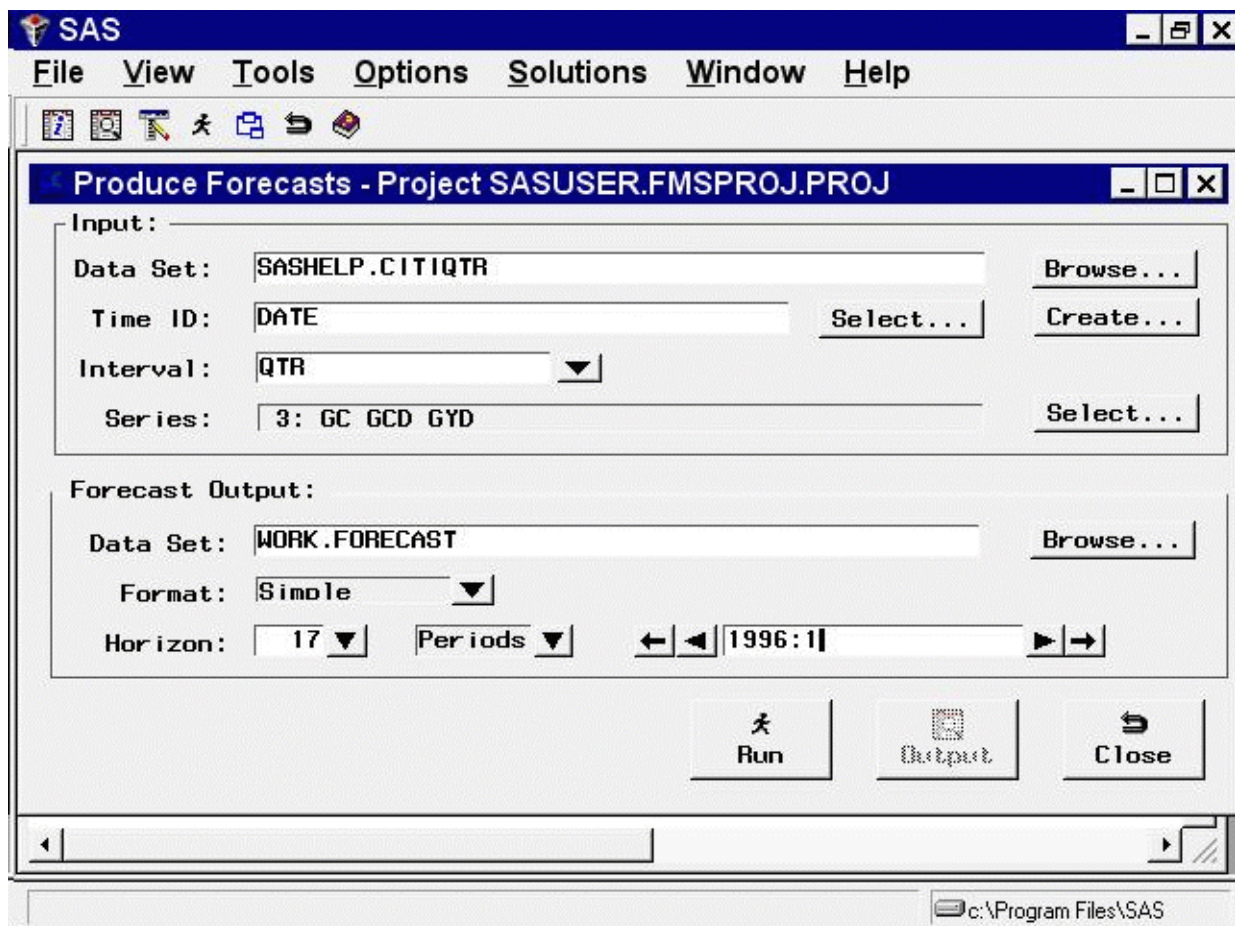 SAS
File View Tools Options Solutions Window Help
Produce Forecasts - Project SASUSER.FMSPROJ.PROJ
Input:
Data Set: SASHELP.CITIQTR Browse...
Time ID: DATE Select... Create...
Interval: QTR
Series: 3: GC GCD GYD Select...
Forecast Output:
Data Set: WORK.FORECAST Browse...
Format: Simple
Horizon: 17 Periods 1996:1
Run Output Close
c:\Program Files\SAS